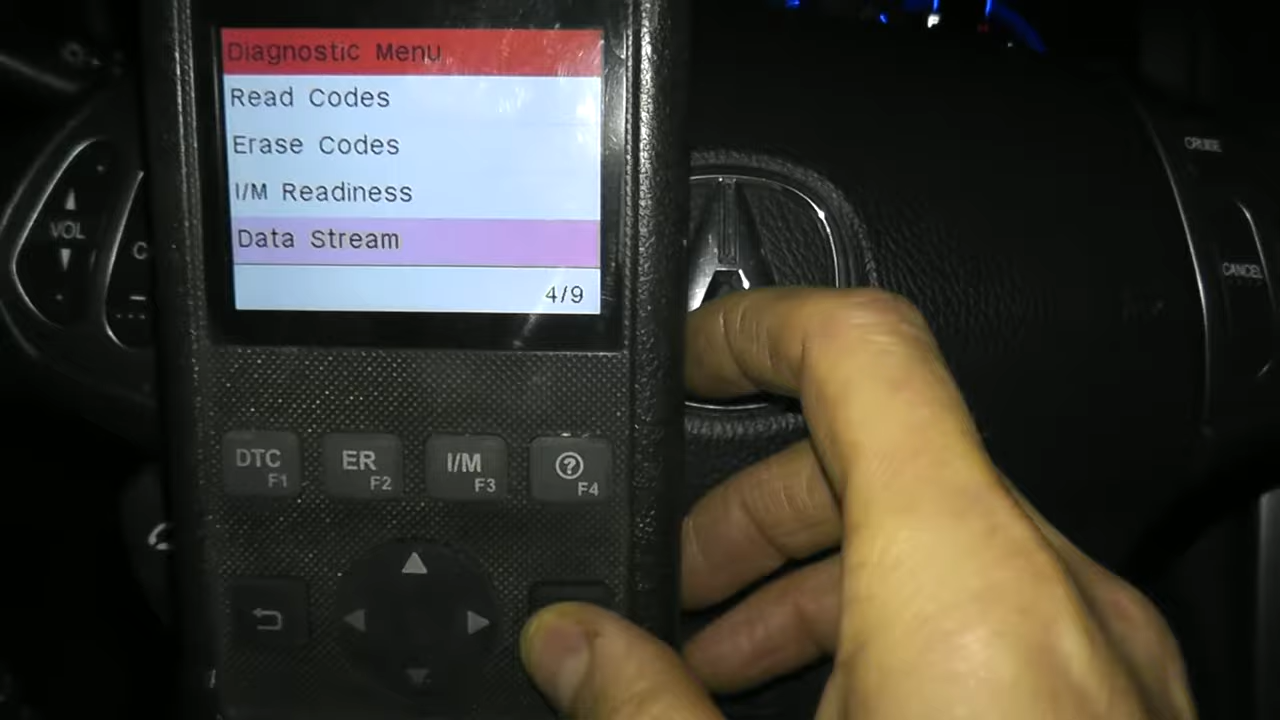 Diagnostic Menu
Read Codes
Erase Codes
I/M Readiness
Data Stream
4/9
DTC F1
ER F2
I/M F3
? F4
VOL
CRUISE
CANCEL